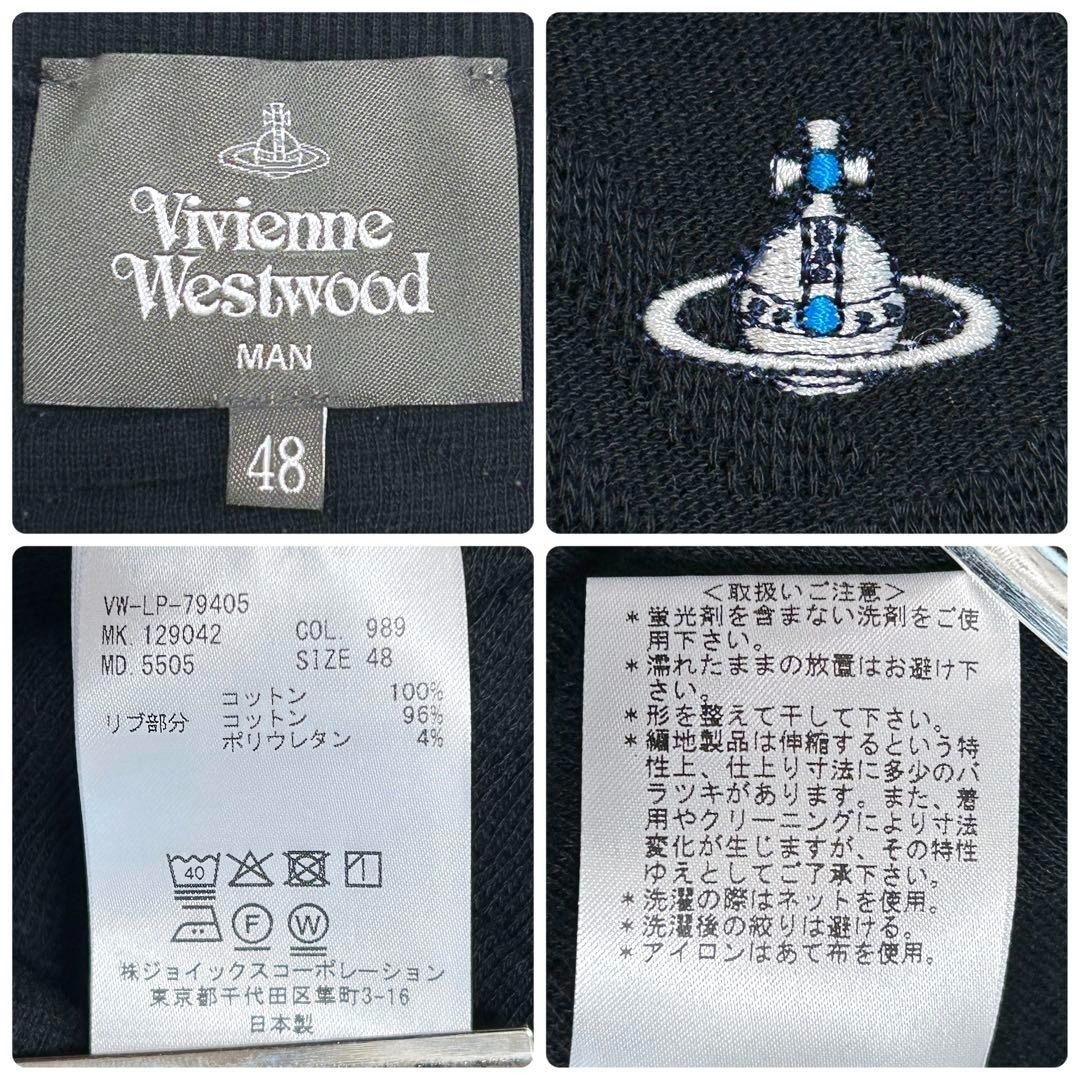 Vivienne
Westwood
MAN
48
VW-LP-79405
MK. 129042 COL. 989
MD. 5505 SIZE 48
コットン 100%
リブ部分 コットン 96%
ポリウレタン 4%
40
F W
株ジョイックスコーポレーション
東京都千代田区隼町3-16
日本製
＜取扱いご注意＞
＊蛍光剤を含まない洗剤をご使
用下さい。
＊濡れたままの放置はお避け下
さい。
＊形を整えて干して下さい。
＊編地製品は伸縮するという特
性上、仕上り寸法に多少のバ
ラツキがあります。また、着
用やクリーニングにより寸法
変化が生じますが、その特性
ゆえとしてご了承下さい。
＊洗濯の際はネットを使用。
＊洗濯後の絞りは避ける。
＊アイロンはあて布を使用。